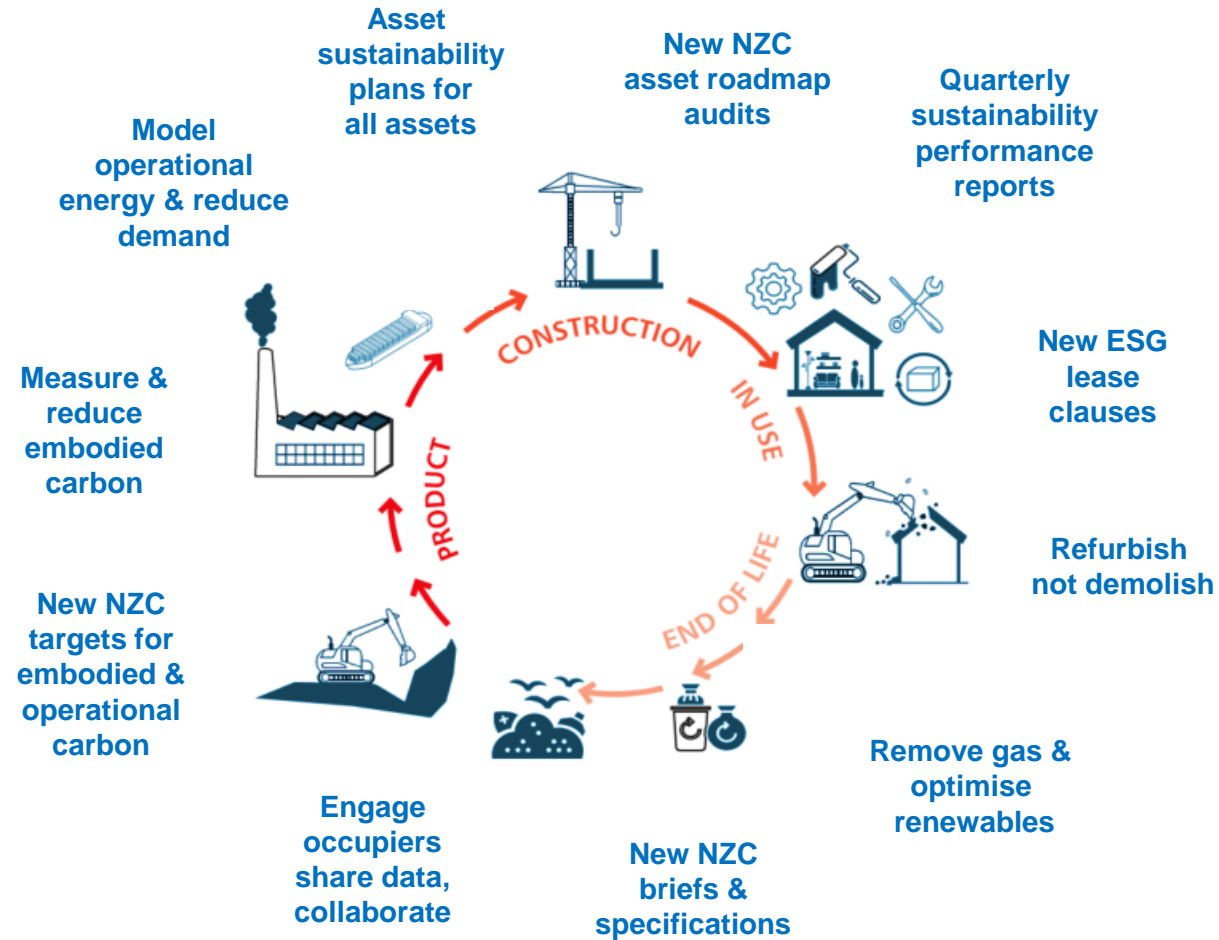 Asset
sustainability
plans for
all assets
New NZC
asset roadmap
audits
Quarterly
sustainability
performance
reports
Model
operational
energy & reduce
demand
New ESG
lease
clauses
Measure &
reduce
embodied
carbon
CONSTRUCTION
IN USE
PRODUCT
END OF LIFE
Refurbish
not demolish
New NZC
targets for
embodied &
operational
carbon
Remove gas &
optimise
renewables
Engage
occupiers
share data,
collaborate
New NZC
briefs &
specifications